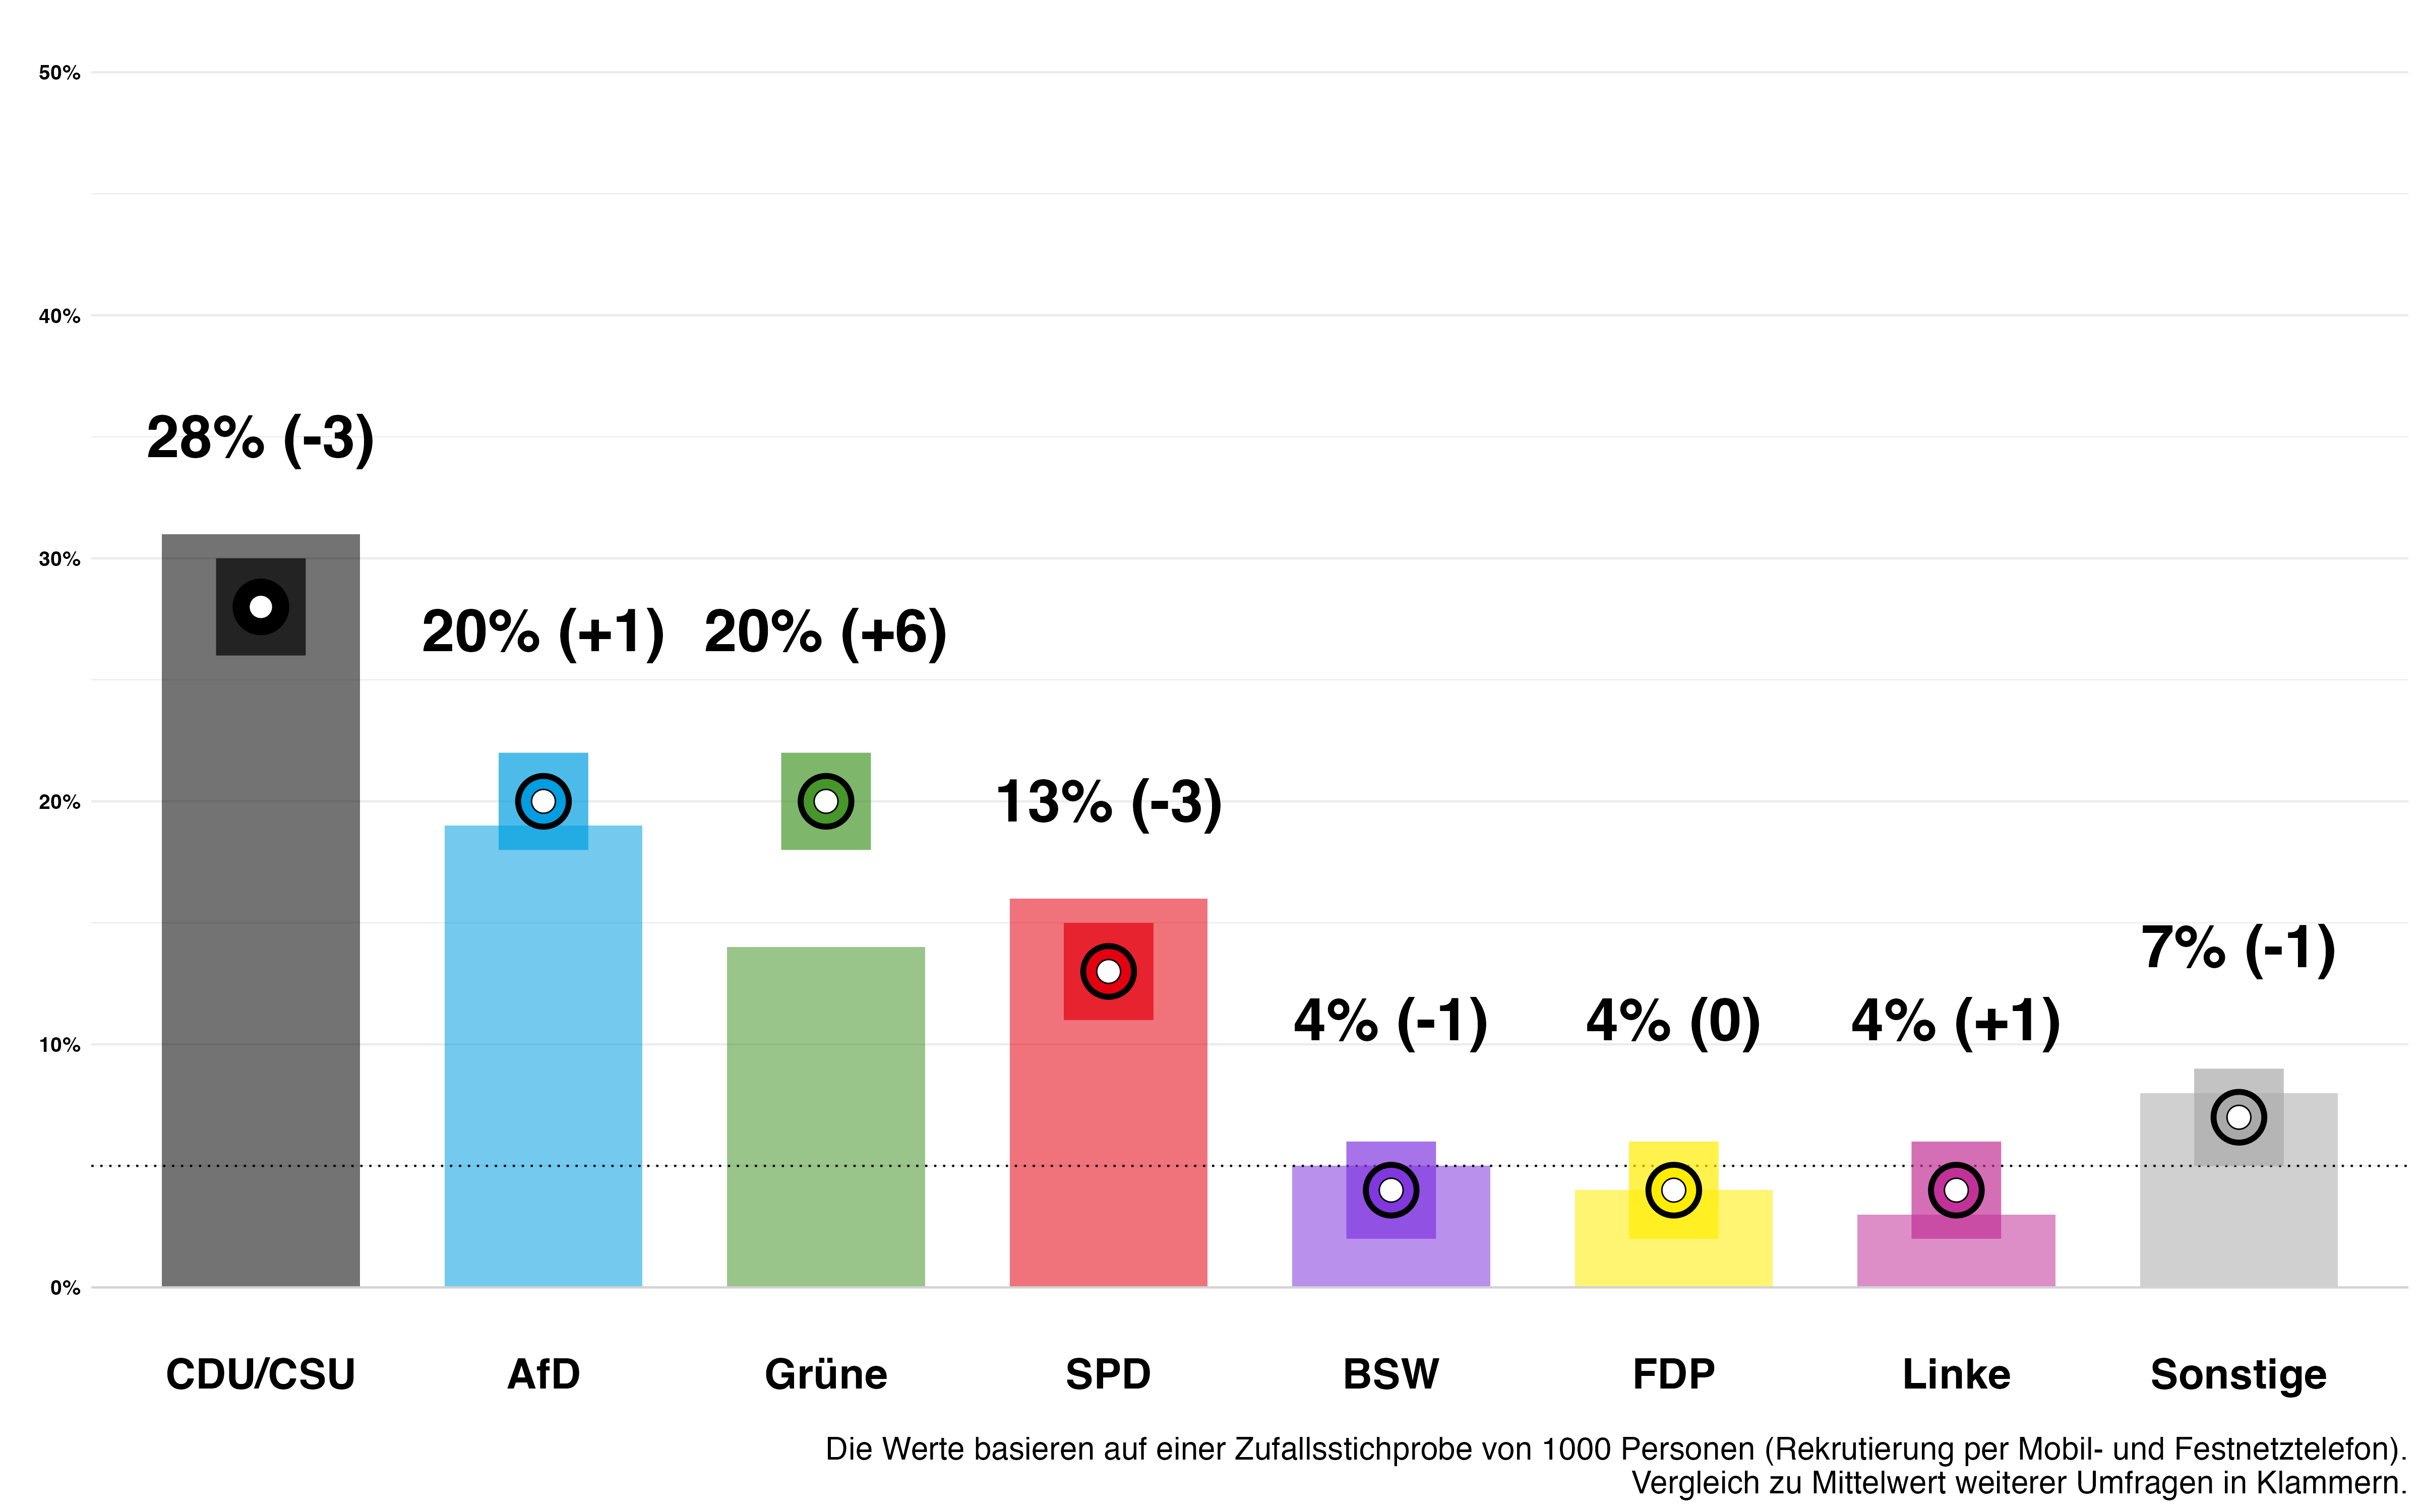 50%
40%
30%
20%
10%
0%
28% (-3)
20% (+1)
20% (+6)
13% (-3)
4% (-1)
4% (0)
4% (+1)
7% (-1)
CDU/CSU
AfD
Grüne
SPD
BSW
FDP
Linke
Sonstige
Die Werte basieren auf einer Zufallsstichprobe von 1000 Personen (Rekrutierung per Mobil- und Festnetztelefon).
Vergleich zu Mittelwert weiterer Umfragen in Klammern.